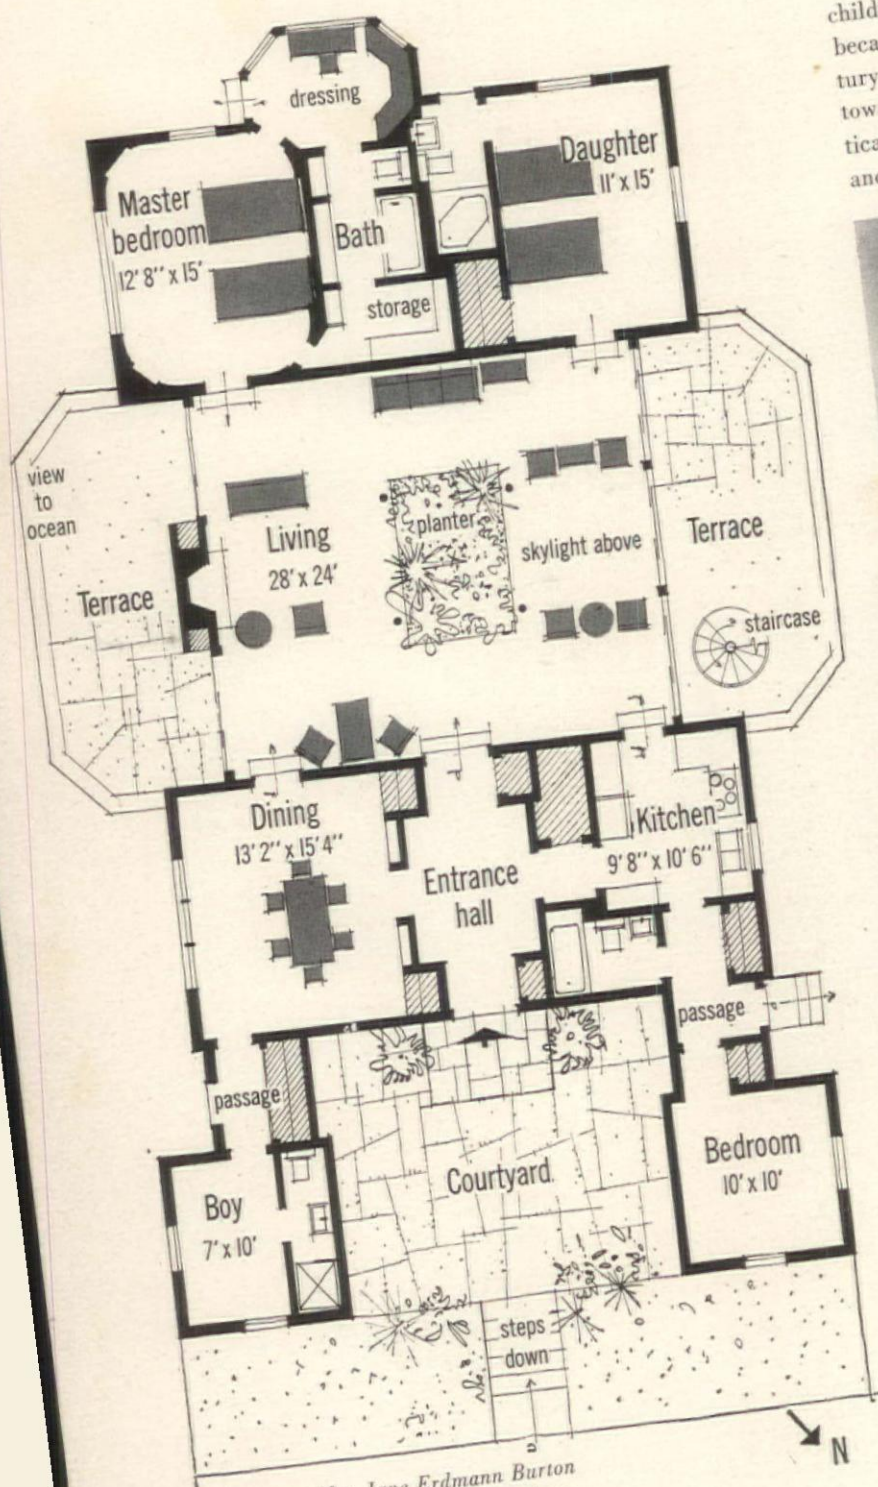 child
beca
tury
tow
tica
and
dressing
Daughter
11' x 15'
Master
bedroom
12' 8'' x 15'
Bath
storage
view
to
ocean
Living
28' x 24'
planter
skylight above
Terrace
Terrace
staircase
Dining
13' 2'' x 15' 4''
Entrance
hall
Kitchen
9' 8'' x 10' 6''
passage
passage
Courtyard
Bedroom
10' x 10'
Boy
7' x 10'
steps
down
N
Erdmann Burton